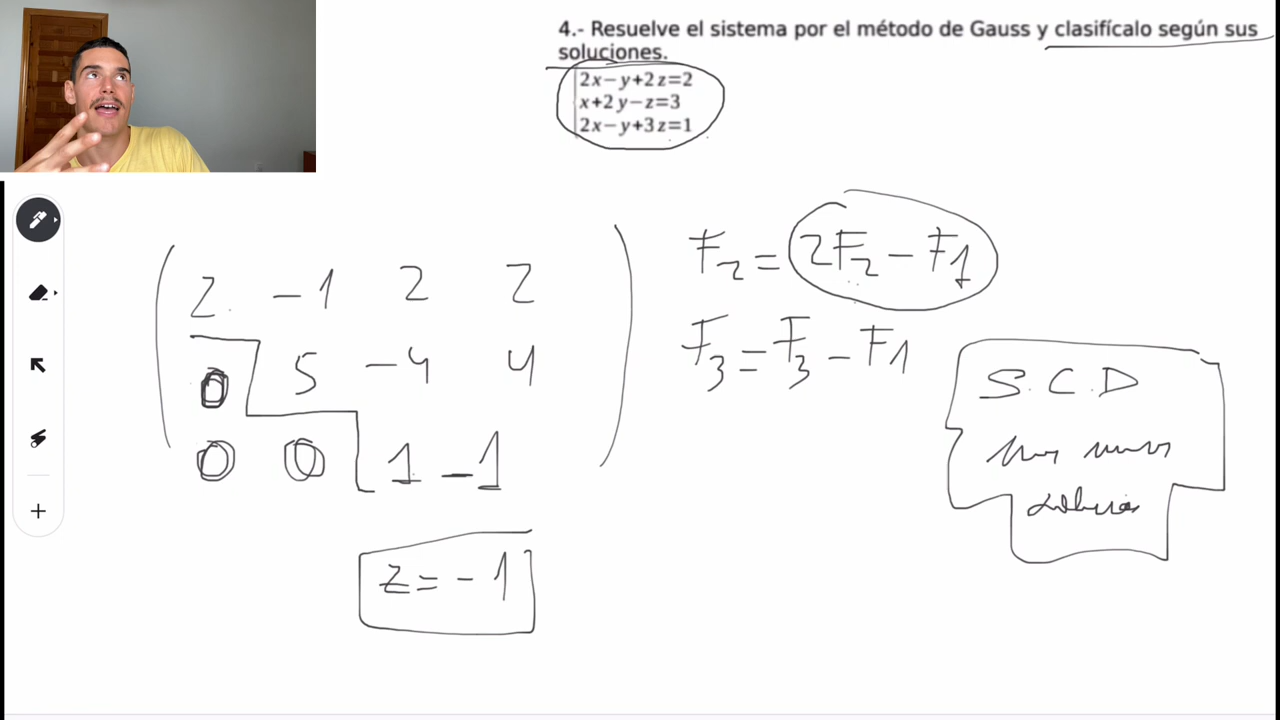 4.- Resuelve el sistema por el método de Gauss y clasifícalo según sus
soluciones.
2x−y+2z=2
x+2y−z=3
2x−y+3z=1
F₂ = 2F₂ − F1
F₃ = F₃ − F1
2 −1 2 2
0 5 −4 4
0 0 1 −1
z = −1
S.C.D